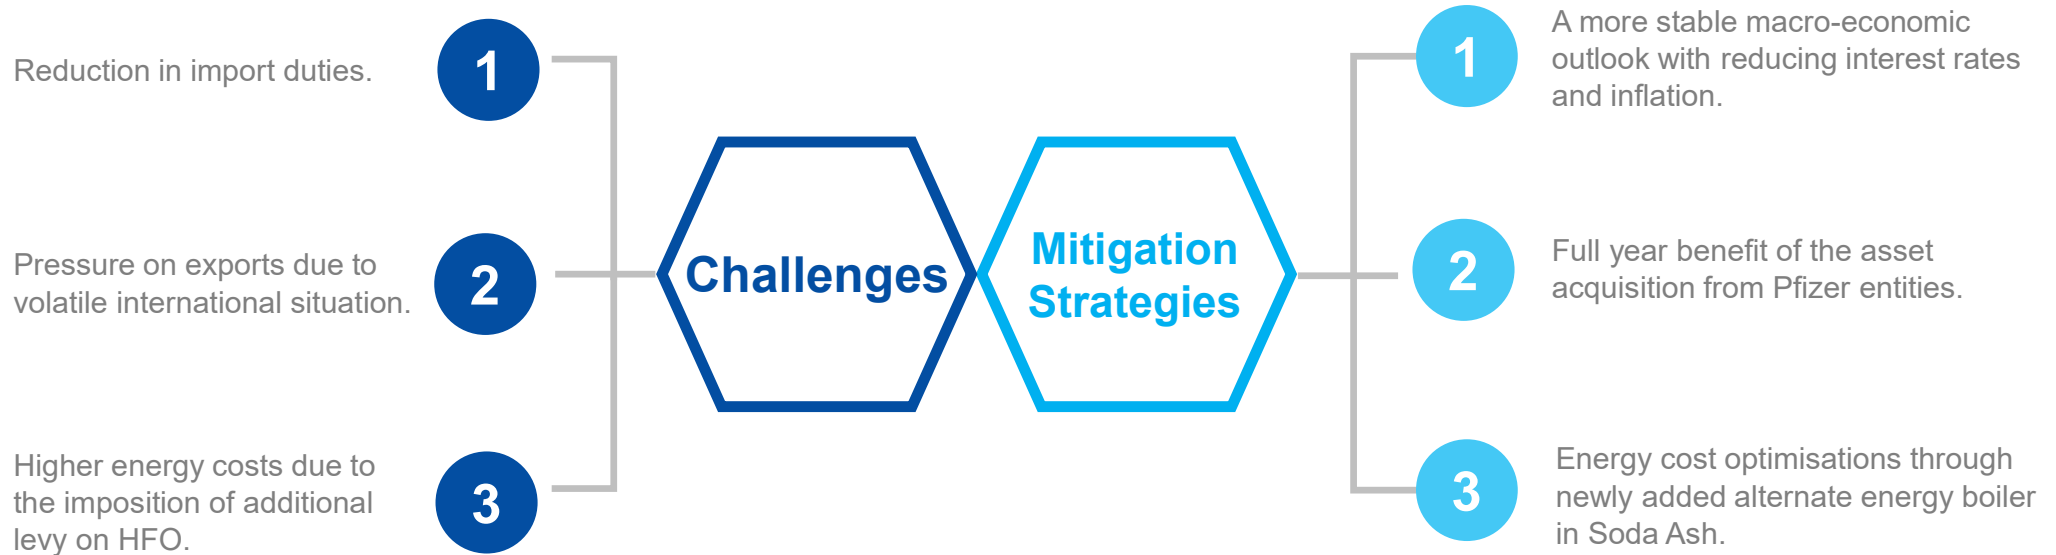 Reduction in import duties.
1
Pressure on exports due to
volatile international situation.
2
Higher energy costs due to
the imposition of additional
levy on HFO.
3
Challenges
Mitigation
Strategies
1
A more stable macro-economic
outlook with reducing interest rates
and inflation.
2
Full year benefit of the asset
acquisition from Pfizer entities.
3
Energy cost optimisations through
newly added alternate energy boiler
in Soda Ash.